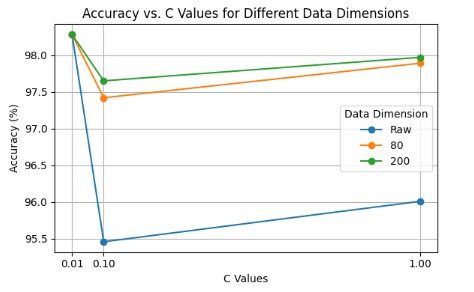 Accuracy vs. C Values for Different Data Dimensions
Accuracy (%)
98.0
97.5
97.0
96.5
96.0
95.5
Data Dimension
Raw
80
200
0.01 0.10 1.00
C Values